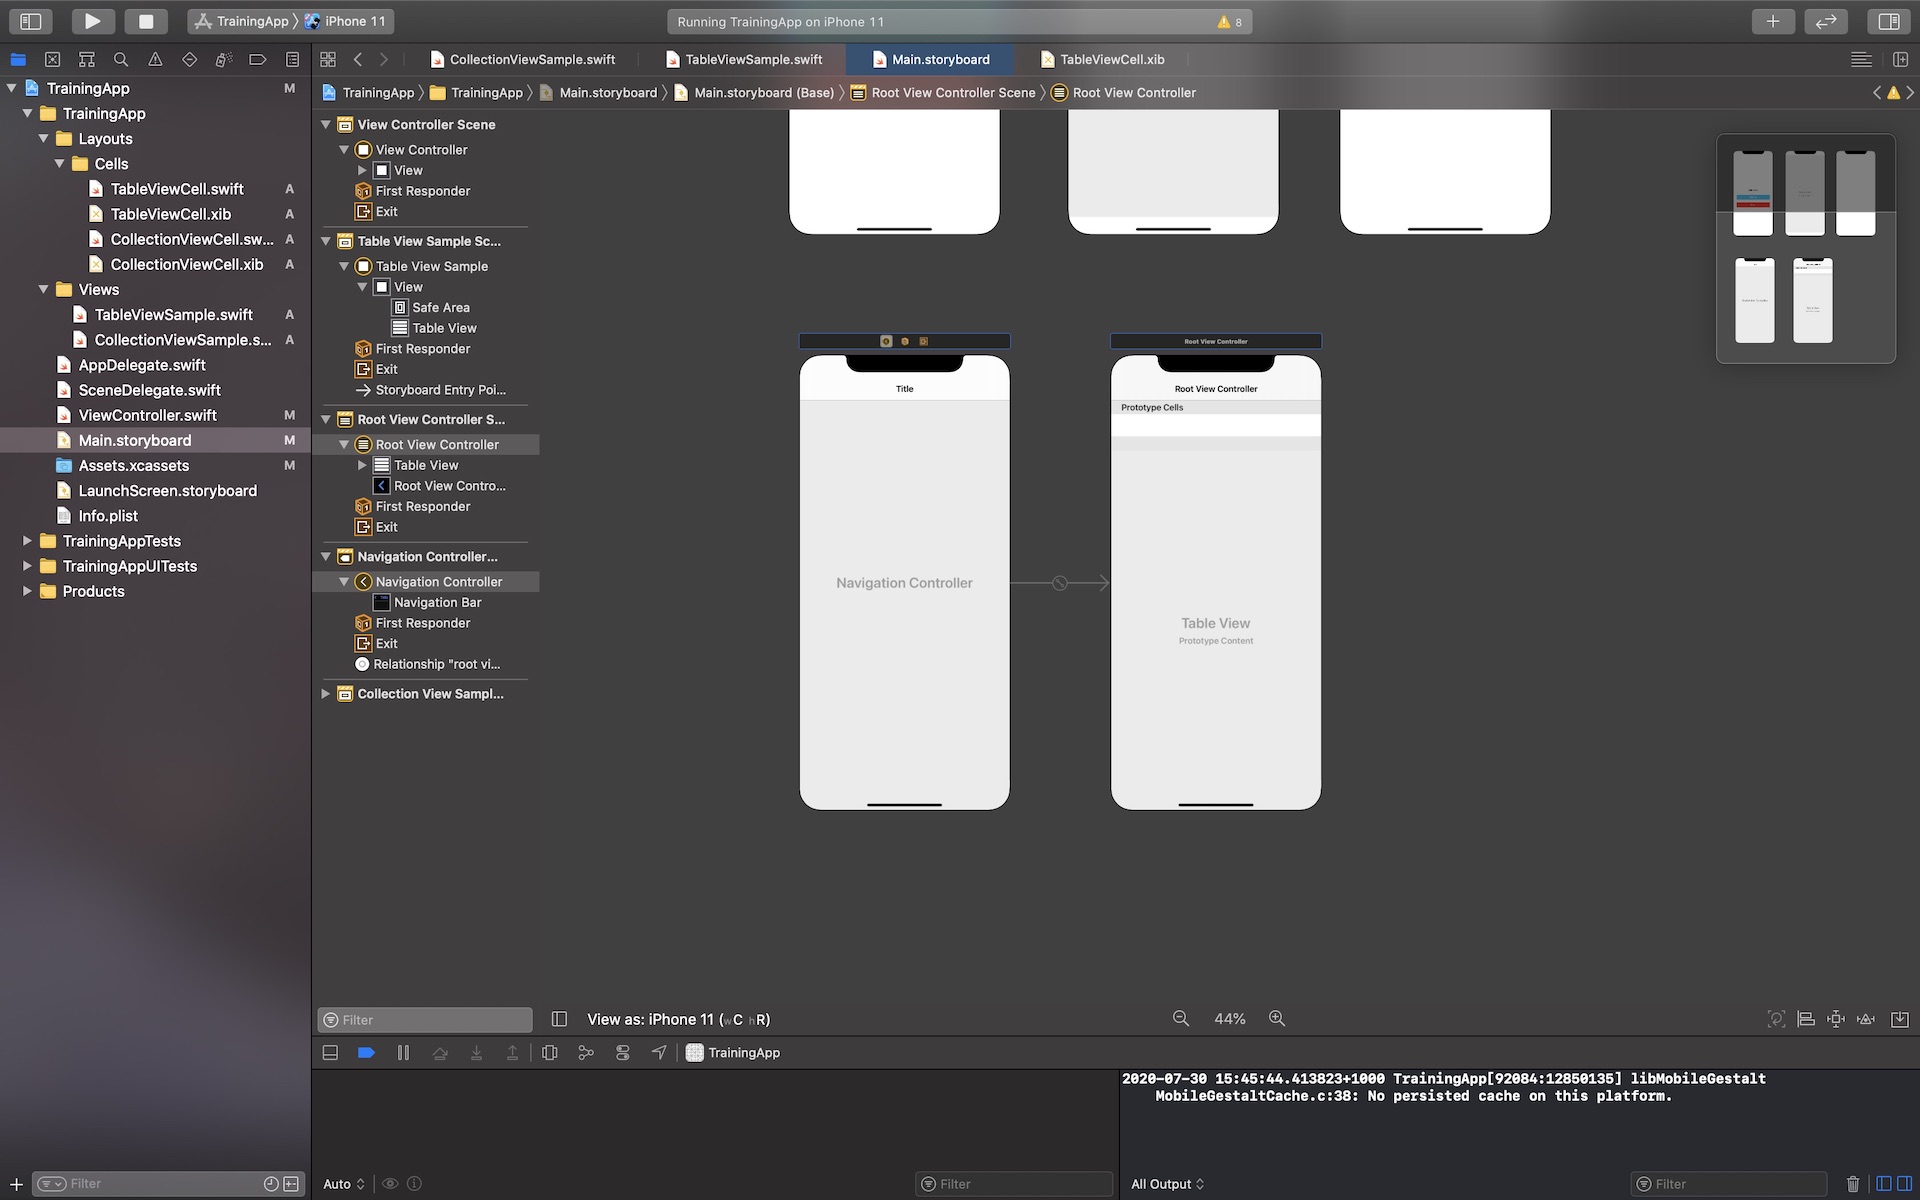 TrainingApp 〉 iPhone 11
Running TrainingApp on iPhone 11
8
CollectionViewSample.swift
TableViewSample.swift
Main.storyboard
TableViewCell.xib
TrainingApp 〉 TrainingApp 〉 Main.storyboard 〉 Main.storyboard (Base) 〉 Root View Controller Scene 〉 Root View Controller
TrainingApp M
TrainingApp
Layouts
Cells
TableViewCell.swift A
TableViewCell.xib A
CollectionViewCell.sw... A
CollectionViewCell.xib A
Views
TableViewSample.swift A
CollectionViewSample.s... A
AppDelegate.swift
SceneDelegate.swift
ViewController.swift M
Main.storyboard M
Assets.xcassets M
LaunchScreen.storyboard
Info.plist
TrainingAppTests
TrainingAppUITests
Products
Filter
View Controller Scene
View Controller
View
First Responder
Exit
Table View Sample Sc...
Table View Sample
View
Safe Area
Table View
First Responder
Exit
Storyboard Entry Poi...
Root View Controller S...
Root View Controller
Table View
Root View Contro...
First Responder
Exit
Navigation Controller...
Navigation Controller
Navigation Bar
First Responder
Exit
Relationship "root vi...
Collection View Sampl...
Filter
Title
Navigation Controller
Root View Controller
Root View Controller
Prototype Cells
Table View
Prototype Content
View as: iPhone 11 (wC hR)
44%
TrainingApp
2020-07-30 15:45:44.413823+1000 TrainingApp[92084:12850135] libMobileGestalt
MobileGestaltCache.c:38: No persisted cache on this platform.
Auto
Filter
All Output
Filter